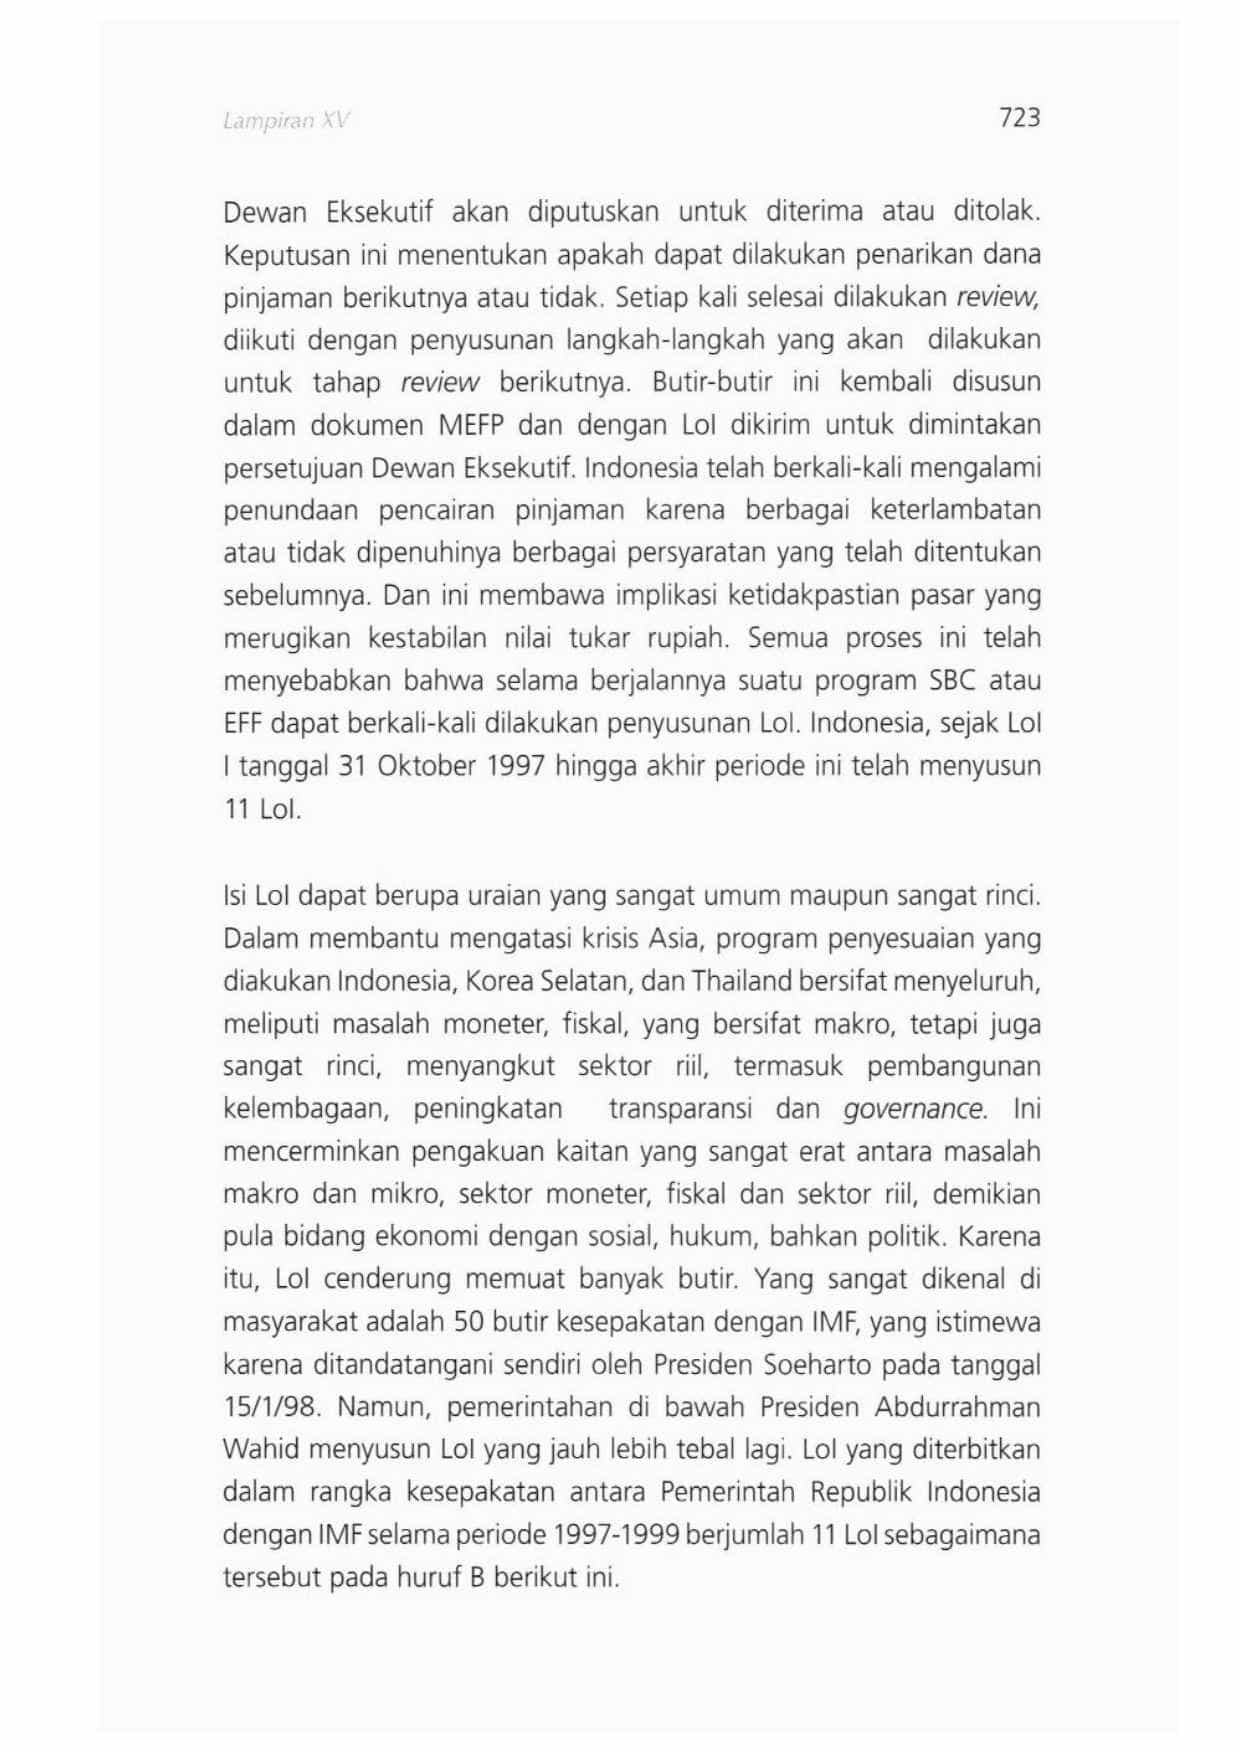 Lampiran XV
723
Dewan Eksekutif akan diputuskan untuk diterima atau ditolak.
Keputusan ini menentukan apakah dapat dilakukan penarikan dana
pinjaman berikutnya atau tidak. Setiap kali selesai dilakukan review,
diikuti dengan penyusunan langkah-langkah yang akan dilakukan
untuk tahap review berikutnya. Butir-butir ini kembali disusun
dalam dokumen MEFP dan dengan LoI dikirim untuk dimintakan
persetujuan Dewan Eksekutif. Indonesia telah berkali-kali mengalami
penundaan pencairan pinjaman karena berbagai keterlambatan
atau tidak dipenuhinya berbagai persyaratan yang telah ditentukan
sebelumnya. Dan ini membawa implikasi ketidakpastian pasar yang
merugikan kestabilan nilai tukar rupiah. Semua proses ini telah
menyebabkan bahwa selama berjalannya suatu program SBC atau
EFF dapat berkali-kali dilakukan penyusunan LoI. Indonesia, sejak LoI
I tanggal 31 Oktober 1997 hingga akhir periode ini telah menyusun
11 LoI.
Isi LoI dapat berupa uraian yang sangat umum maupun sangat rinci.
Dalam membantu mengatasi krisis Asia, program penyesuaian yang
diakukan Indonesia, Korea Selatan, dan Thailand bersifat menyeluruh,
meliputi masalah moneter, fiskal, yang bersifat makro, tetapi juga
sangat rinci, menyangkut sektor riil, termasuk pembangunan
kelembagaan, peningkatan transparansi dan governance. Ini
mencerminkan pengakuan kaitan yang sangat erat antara masalah
makro dan mikro, sektor moneter, fiskal dan sektor riil, demikian
pula bidang ekonomi dengan sosial, hukum, bahkan politik. Karena
itu, LoI cenderung memuat banyak butir. Yang sangat dikenal di
masyarakat adalah 50 butir kesepakatan dengan IMF, yang istimewa
karena ditandatangani sendiri oleh Presiden Soeharto pada tanggal
15/1/98. Namun, pemerintahan di bawah Presiden Abdurrahman
Wahid menyusun LoI yang jauh lebih tebal lagi. LoI yang diterbitkan
dalam rangka kesepakatan antara Pemerintah Republik Indonesia
dengan IMF selama periode 1997-1999 berjumlah 11 LoI sebagaimana
tersebut pada huruf B berikut ini.